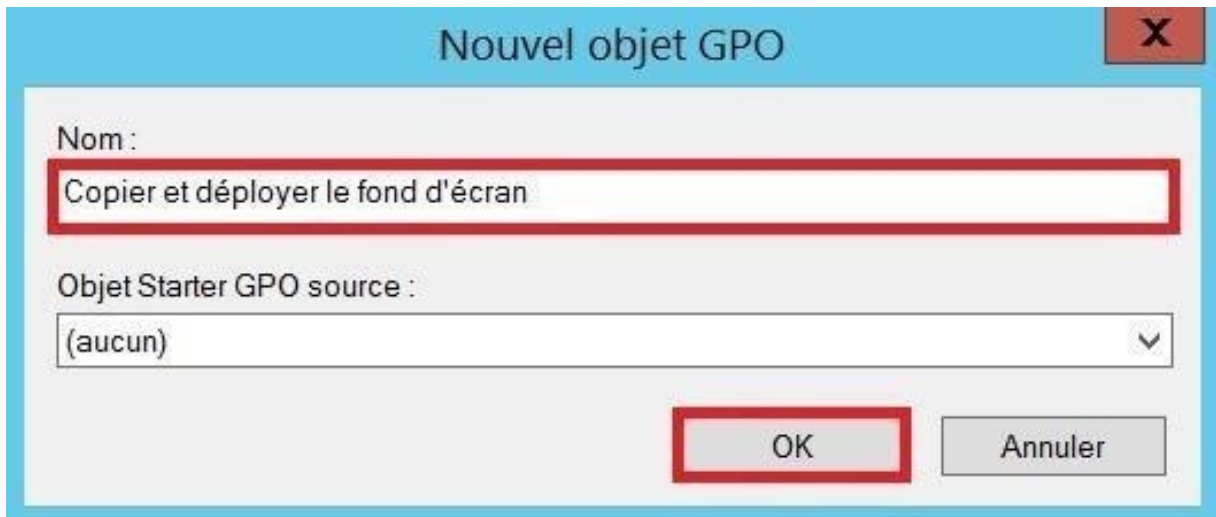 Nouvel objet GPO
X
Nom :
Copier et déployer le fond d'écran
Objet Starter GPO source :
(aucun)
OK Annuler